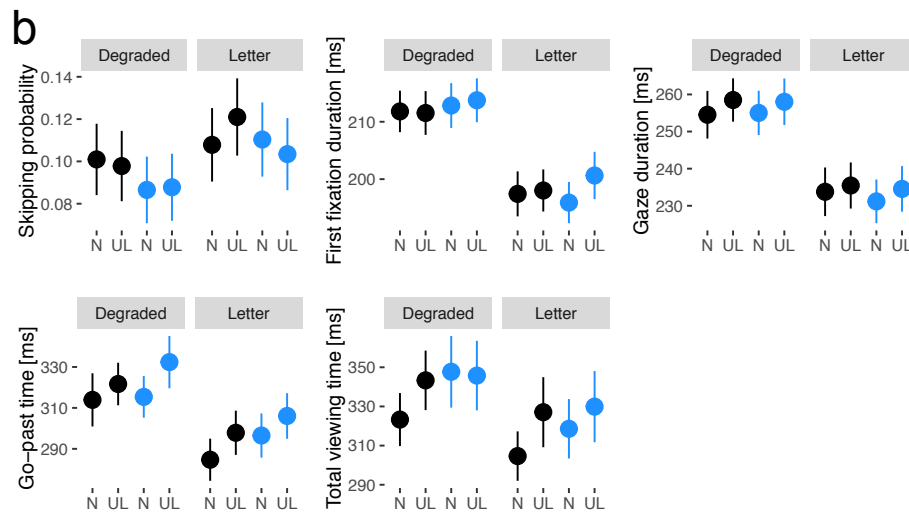 b
Skipping probability
Degraded
Letter
0.14
0.12
0.10
0.08
N UL N UL
N UL N UL
First fixation duration [ms]
Degraded
Letter
210
200
N UL N UL
N UL N UL
Gaze duration [ms]
Degraded
Letter
260
250
240
230
N UL N UL
N UL N UL
Go−past time [ms]
Degraded
Letter
330
310
290
N UL N UL
N UL N UL
Total viewing time [ms]
Degraded
Letter
350
330
310
290
N UL N UL
N UL N UL